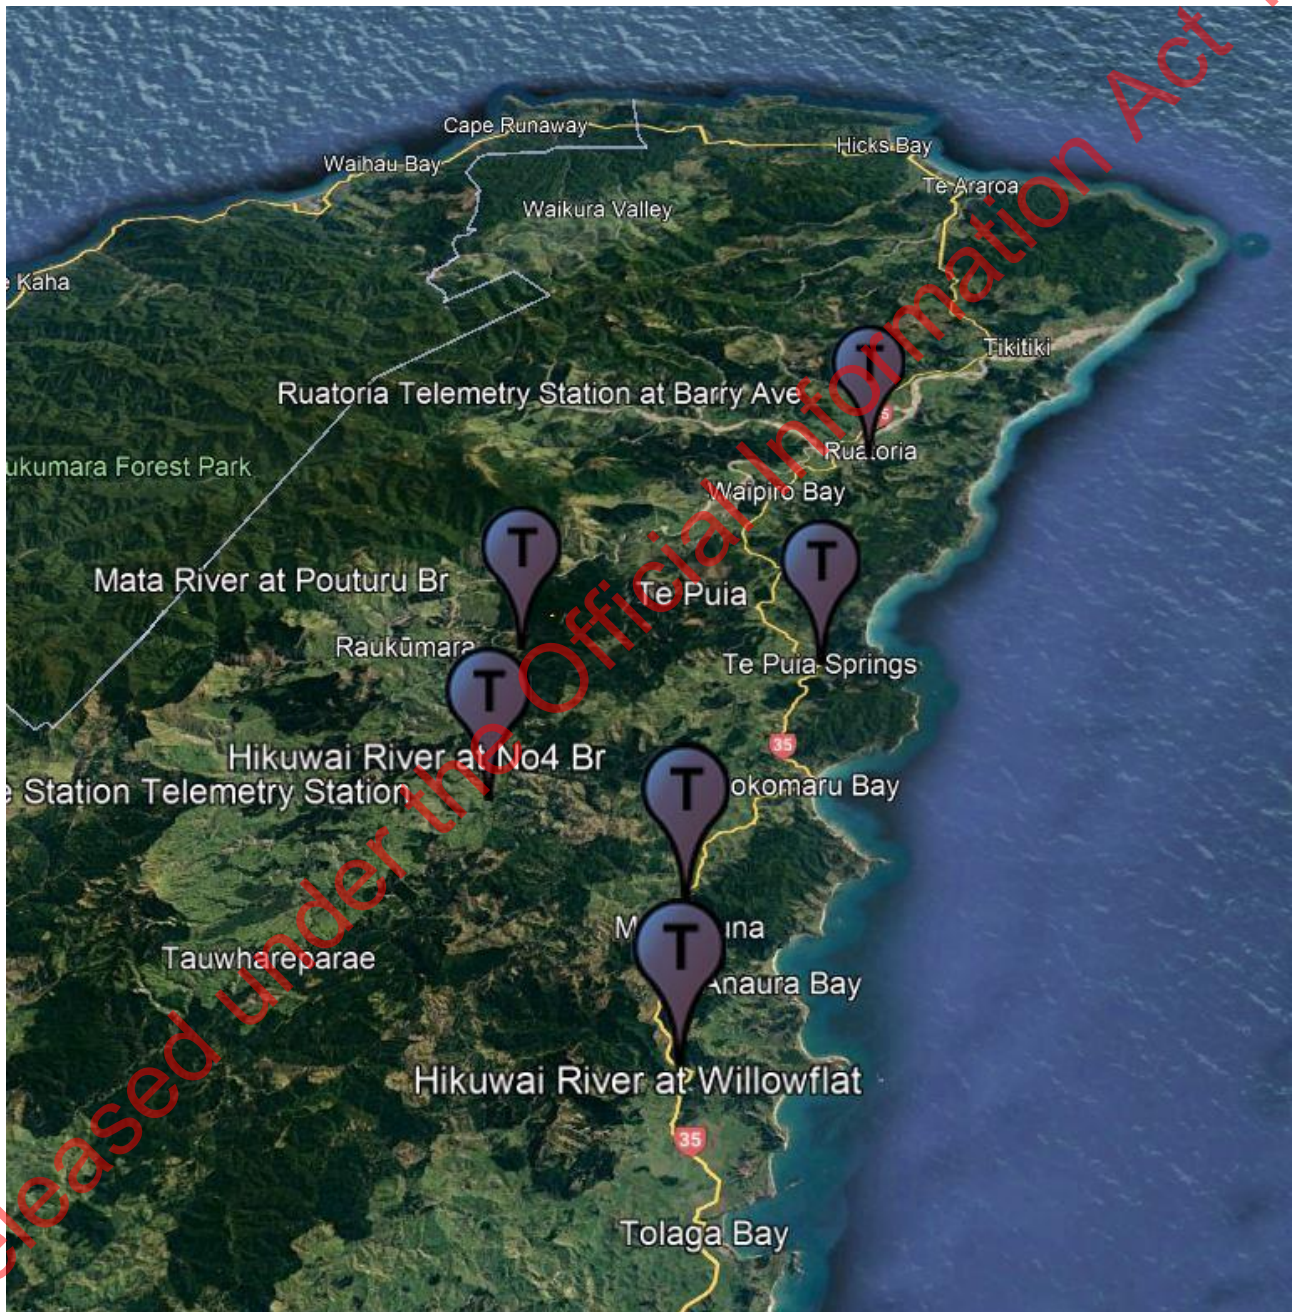 Cape Runaway
Hicks Bay
Waihau Bay
Te Araroa
Waikura Valley
Kaha
Tikitiki
Ruatoria Telemetry Station at Barry Ave
T
35
Ruatoria
ukumara Forest Park
Waipiro Bay
T
T
Mata River at Pouturu Br
Te Puia
Raukūmara
Te Puia Springs
T
35
Hikuwai River at No4 Br
e Station Telemetry Station
T
okomaru Bay
T
Anaura Bay
Tauwhareparae
Hikuwai River at Willowflat
35
Tolaga Bay
eleased under the Official Information Act